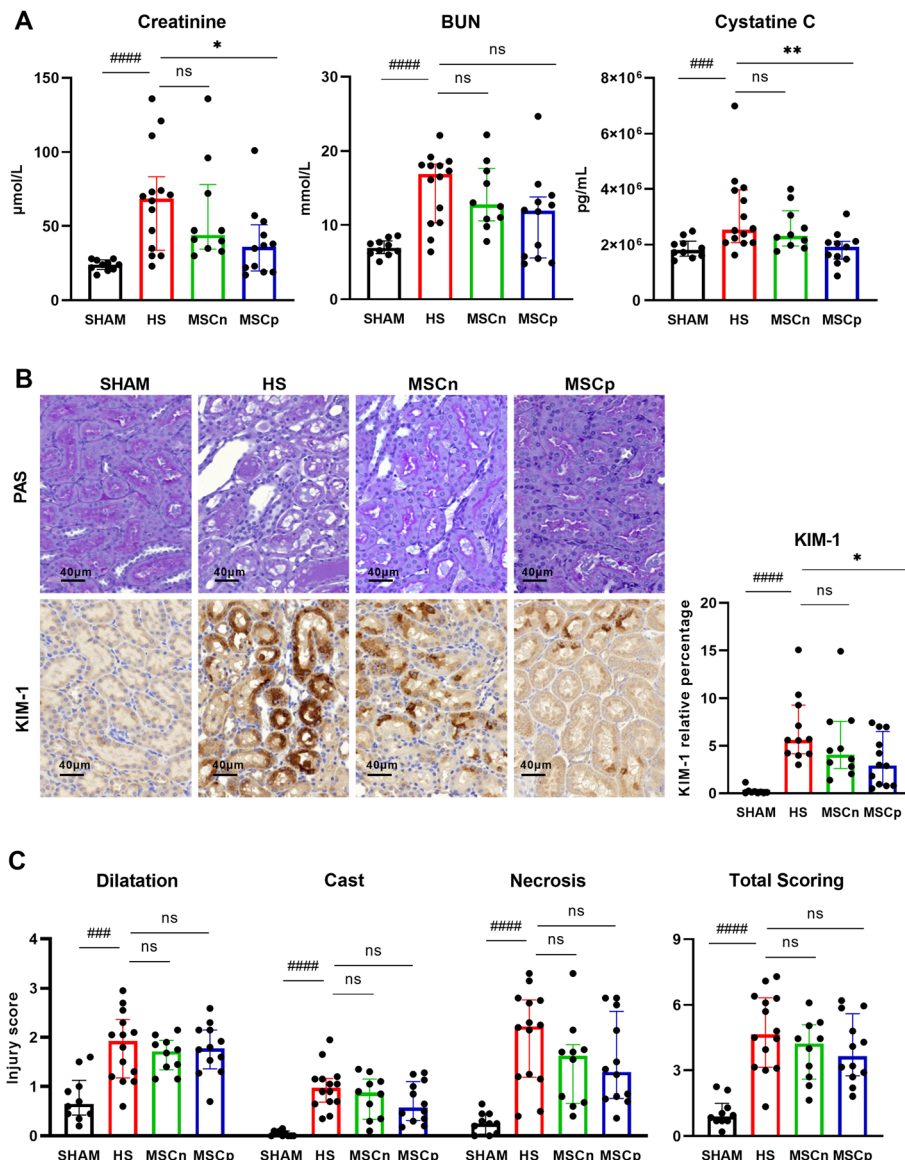 A
Creatinine
BUN
Cystatine C
####
*
ns
####
ns
ns
###
**
ns
µmol/L
150
100
50
0
SHAM HS MSCn MSCp
mmol/L
30
20
10
0
SHAM HS MSCn MSCp
pg/mL
8×10⁶
6×10⁶
4×10⁶
2×10⁶
0
SHAM HS MSCn MSCp
B
SHAM HS MSCn MSCp
PAS
40µm 40µm 40µm 40µm
KIM-1
40µm 40µm 40µm 40µm
KIM-1
####
*
ns
KIM-1 relative percentage
20
15
10
5
0
SHAM HS MSCn MSCp
C
Dilatation
Cast
Necrosis
Total Scoring
###
ns
ns
####
ns
ns
####
ns
ns
####
ns
ns
Injury score
4
3
2
1
0
SHAM HS MSCn MSCp SHAM HS MSCn MSCp SHAM HS MSCn MSCp
9
6
3
0
SHAM HS MSCn MSCp